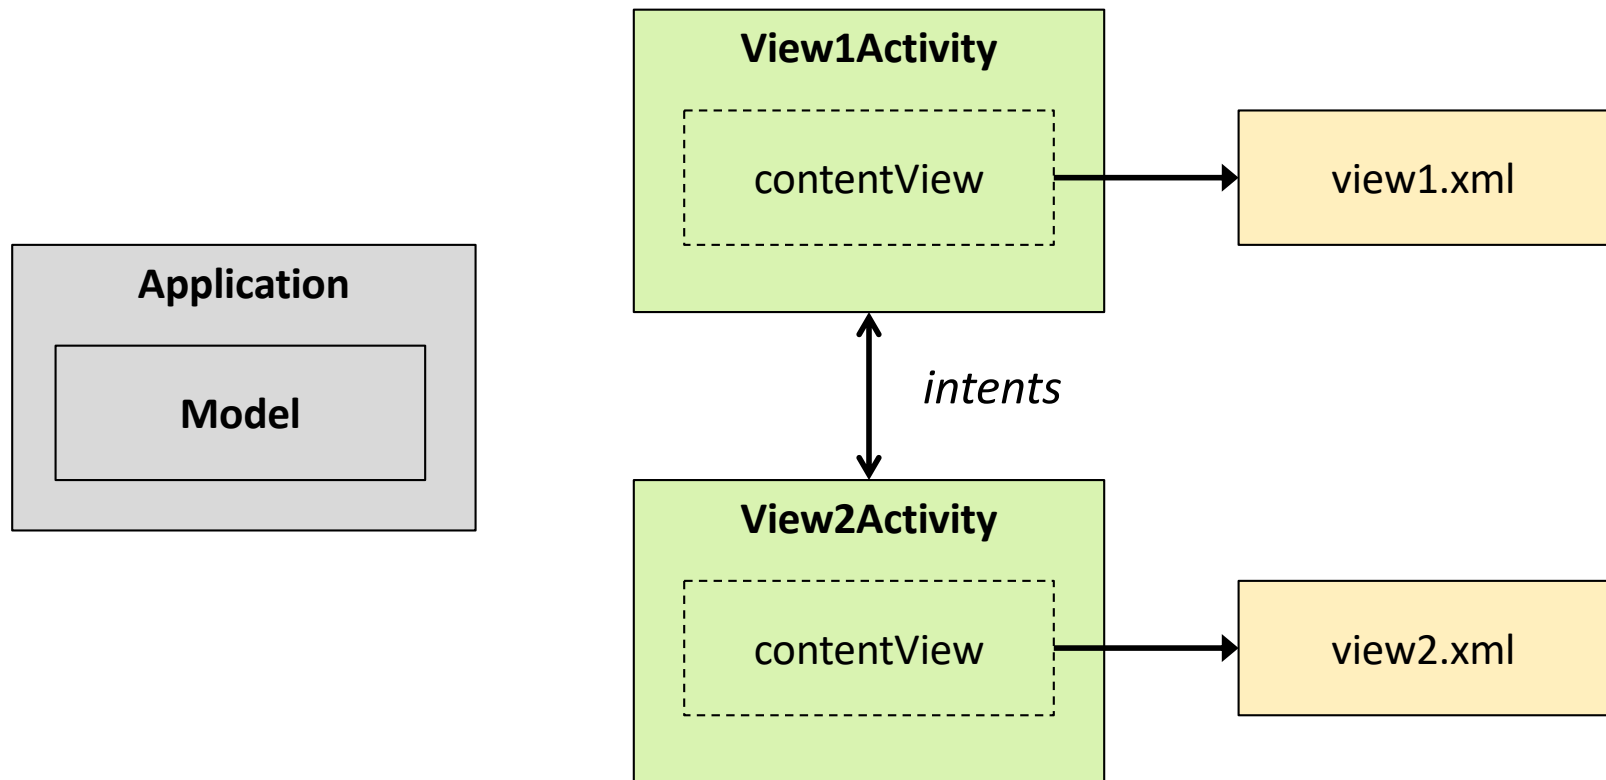 View1Activity
contentView
view1.xml
Application
Model
intents
View2Activity
contentView
view2.xml